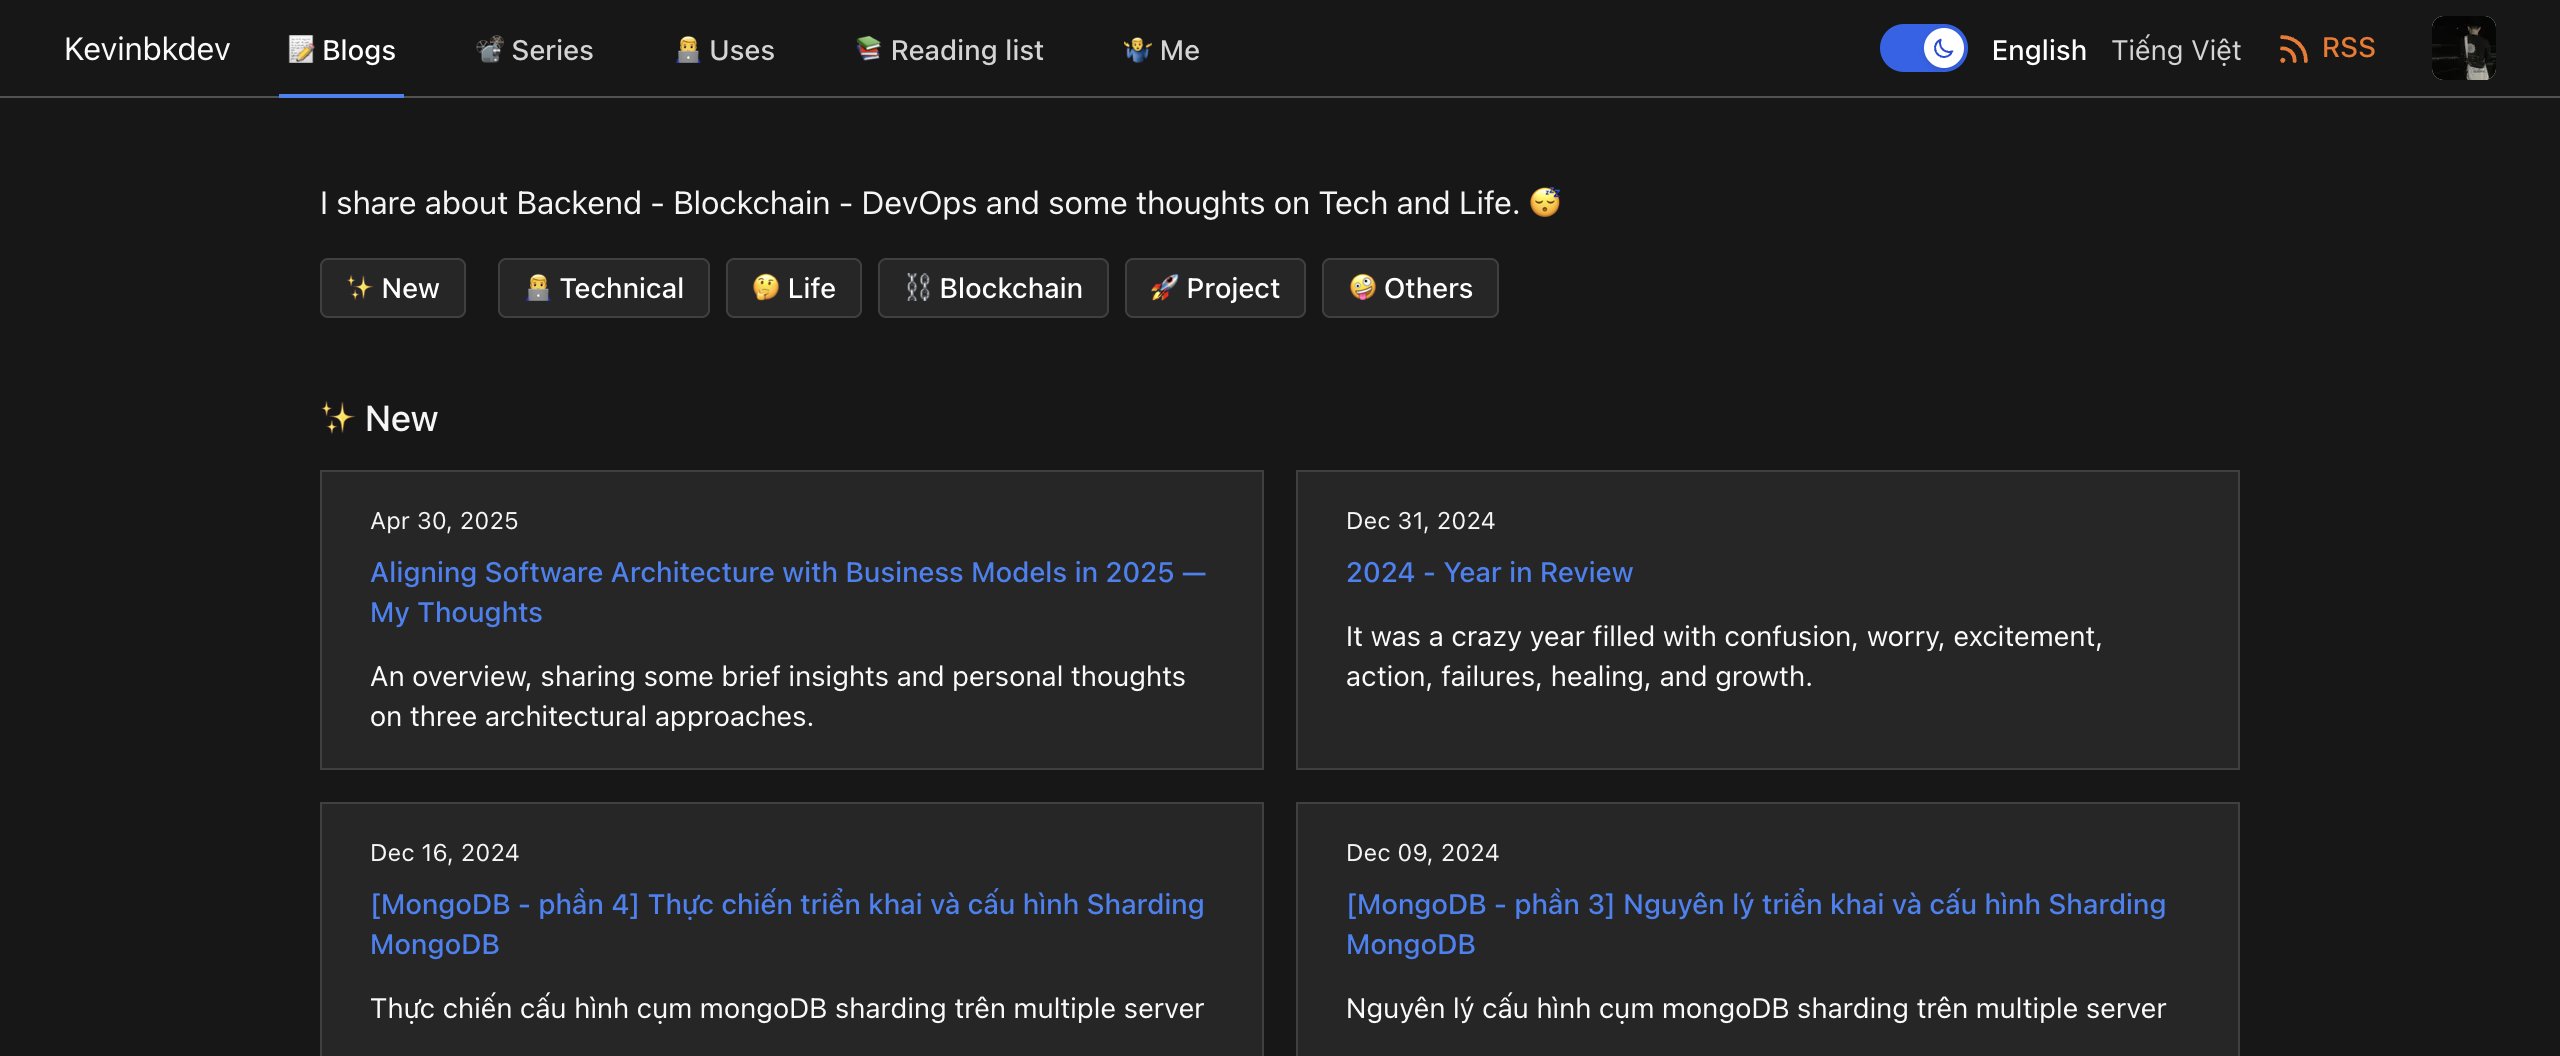 Kevinbkdev 📝 Blogs 📽 Series 👨‍💻 Uses 📚 Reading list 🤷‍♂️ Me English Tiếng Việt RSS
I share about Backend - Blockchain - DevOps and some thoughts on Tech and Life. 😴
✨ New 👨‍💻 Technical 🤔 Life ⛓ Blockchain 🚀 Project 🤪 Others
✨ New
Apr 30, 2025
Aligning Software Architecture with Business Models in 2025 —
My Thoughts
An overview, sharing some brief insights and personal thoughts
on three architectural approaches.
Dec 31, 2024
2024 - Year in Review
It was a crazy year filled with confusion, worry, excitement,
action, failures, healing, and growth.
Dec 16, 2024
[MongoDB - phần 4] Thực chiến triển khai và cấu hình Sharding
MongoDB
Thực chiến cấu hình cụm mongoDB sharding trên multiple server
Dec 09, 2024
[MongoDB - phần 3] Nguyên lý triển khai và cấu hình Sharding
MongoDB
Nguyên lý cấu hình cụm mongoDB sharding trên multiple server